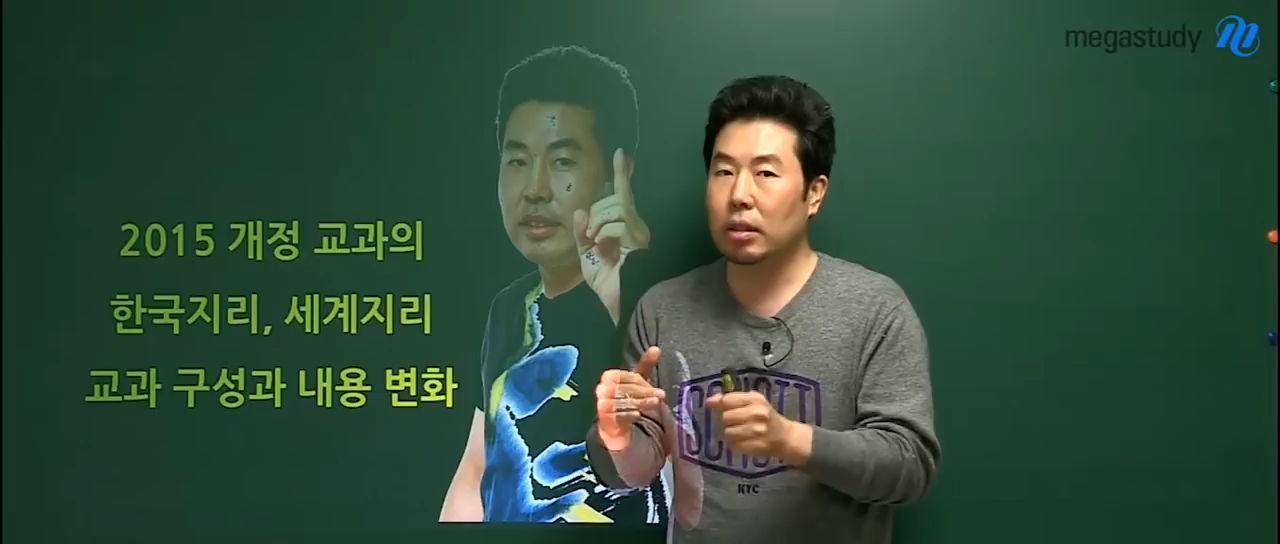 megastudy
2015 개정 교과의
한국지리, 세계지리
교과 구성과 내용 변화
SCHOTT
NYC